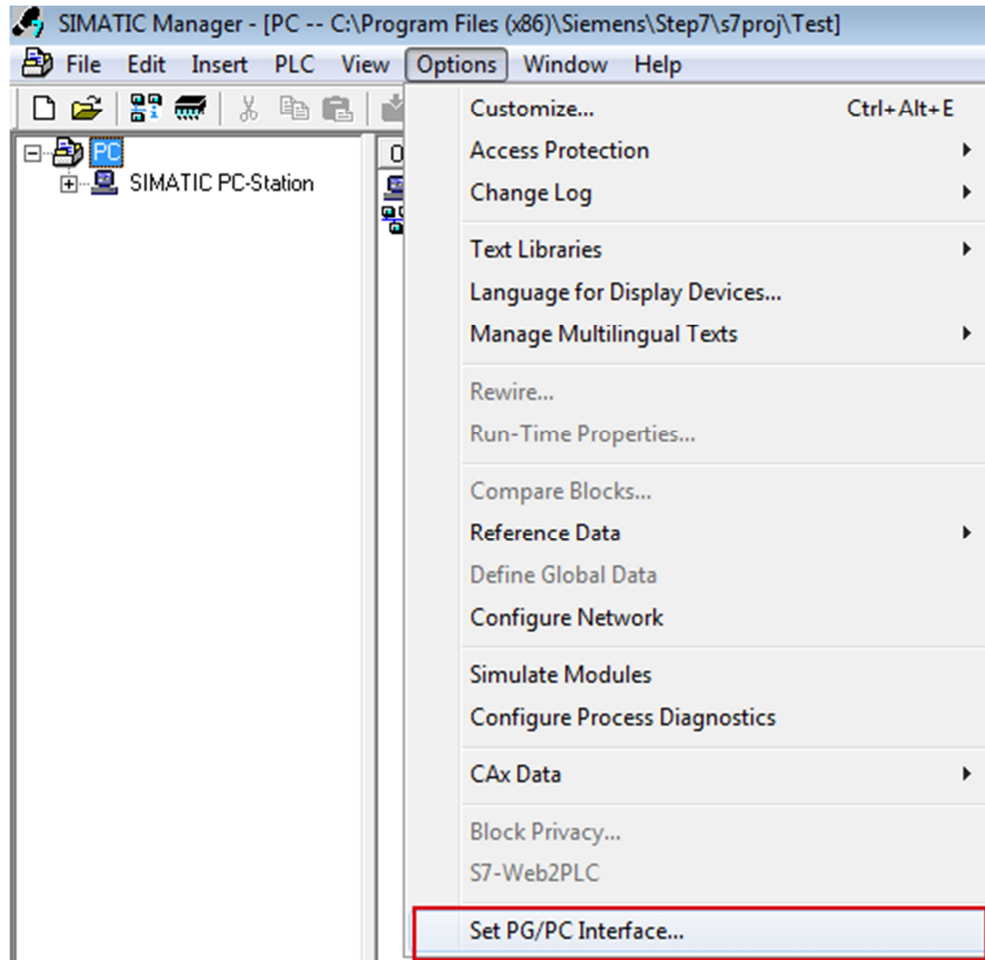 SIMATIC Manager - [PC -- C:\Program Files (x86)\Siemens\Step7\s7proj\Test]
File Edit Insert PLC View Options Window Help
PC
SIMATIC PC-Station
Customize... Ctrl+Alt+E
Access Protection
Change Log
Text Libraries
Language for Display Devices...
Manage Multilingual Texts
Rewire...
Run-Time Properties...
Compare Blocks...
Reference Data
Define Global Data
Configure Network
Simulate Modules
Configure Process Diagnostics
CAx Data
Block Privacy...
S7-Web2PLC
Set PG/PC Interface...